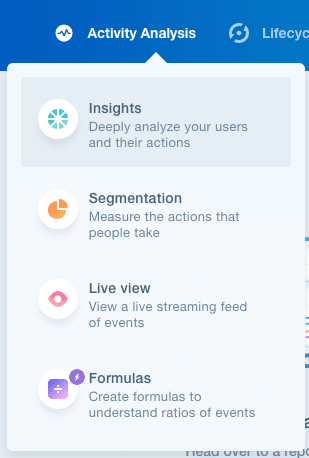 Activity Analysis
Lifecyc
Insights
Deeply analyze your users
and their actions
Segmentation
Measure the actions that
people take
Live view
View a live streaming feed
of events
Formulas
Create formulas to
understand ratios of events
Head over to a repo